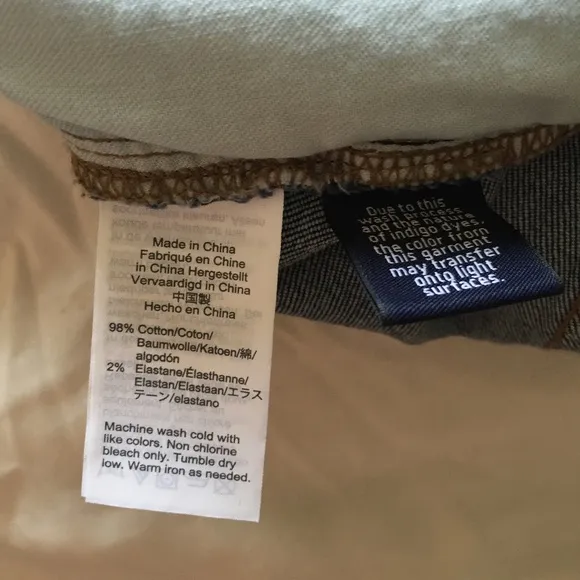 Made in China
Fabriqué en Chine
in China Hergestellt
Vervaardigd in China
中国製
Hecho en China
98% Cotton/Coton/
Baumwolle/Katoen/綿/
algodón
2% Elastane/Élasthanne/
Elastan/Elastaan/エラス
テーン/elastano
Machine wash cold with
like colors. Non chlorine
bleach only. Tumble dry
low. Warm iron as needed.
Due to this
wash process
and the nature
of indigo dyes,
the color from
this garment
may transfer
onto light
surfaces.